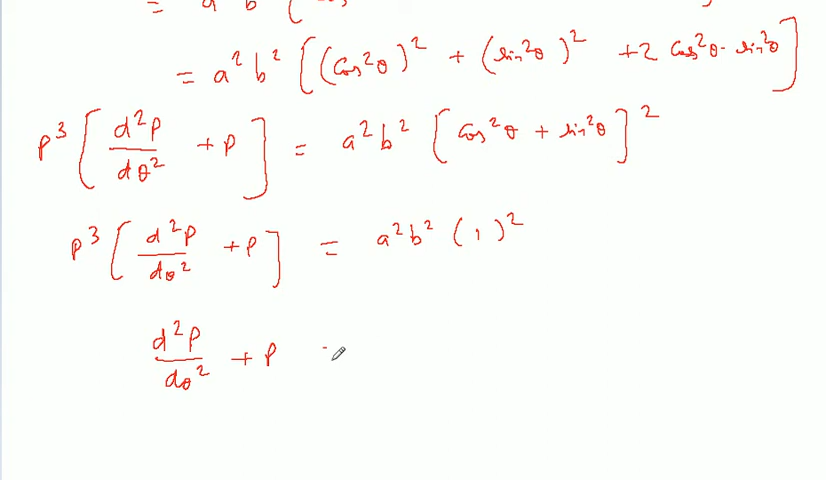 = a²b² [(cos²θ)² + (sin²θ)² + 2 cos²θ · sin²θ]
p³ [d²p/dθ² + p] = a²b² [cos²θ + sin²θ]²
p³ [d²p/dθ² + p] = a²b² (1)²
d²p/dθ² + p